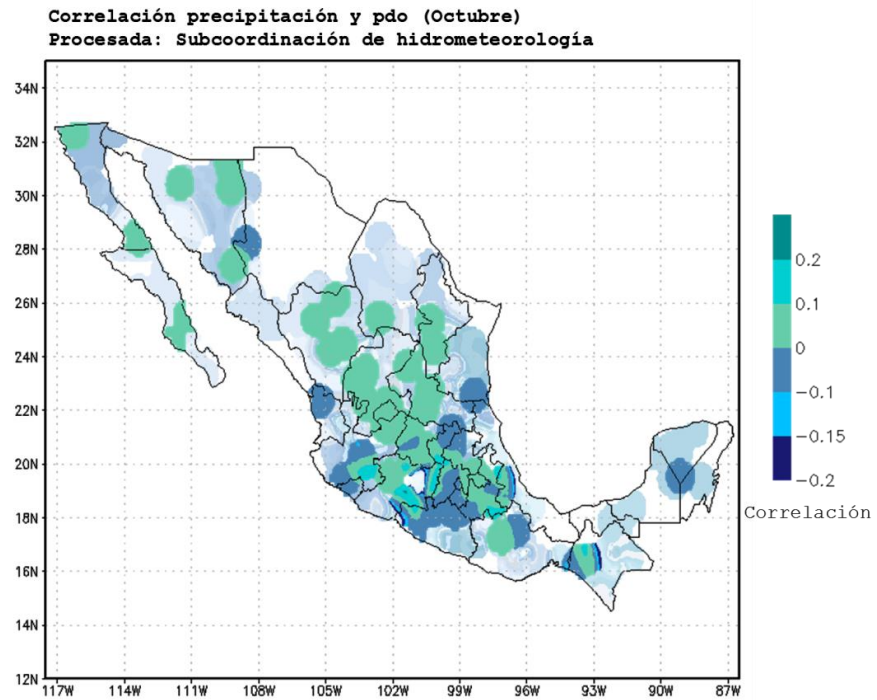 Correlación precipitación y pdo (Octubre)
Procesada: Subcoordinación de hidrometeorología
34N
32N
30N
28N
26N
24N
22N
20N
18N
16N
14N
12N
117W 114W 111W 108W 105W 102W 99W 96W 93W 90W 87W
0.2
0.1
0
−0.1
−0.15
−0.2
Correlación